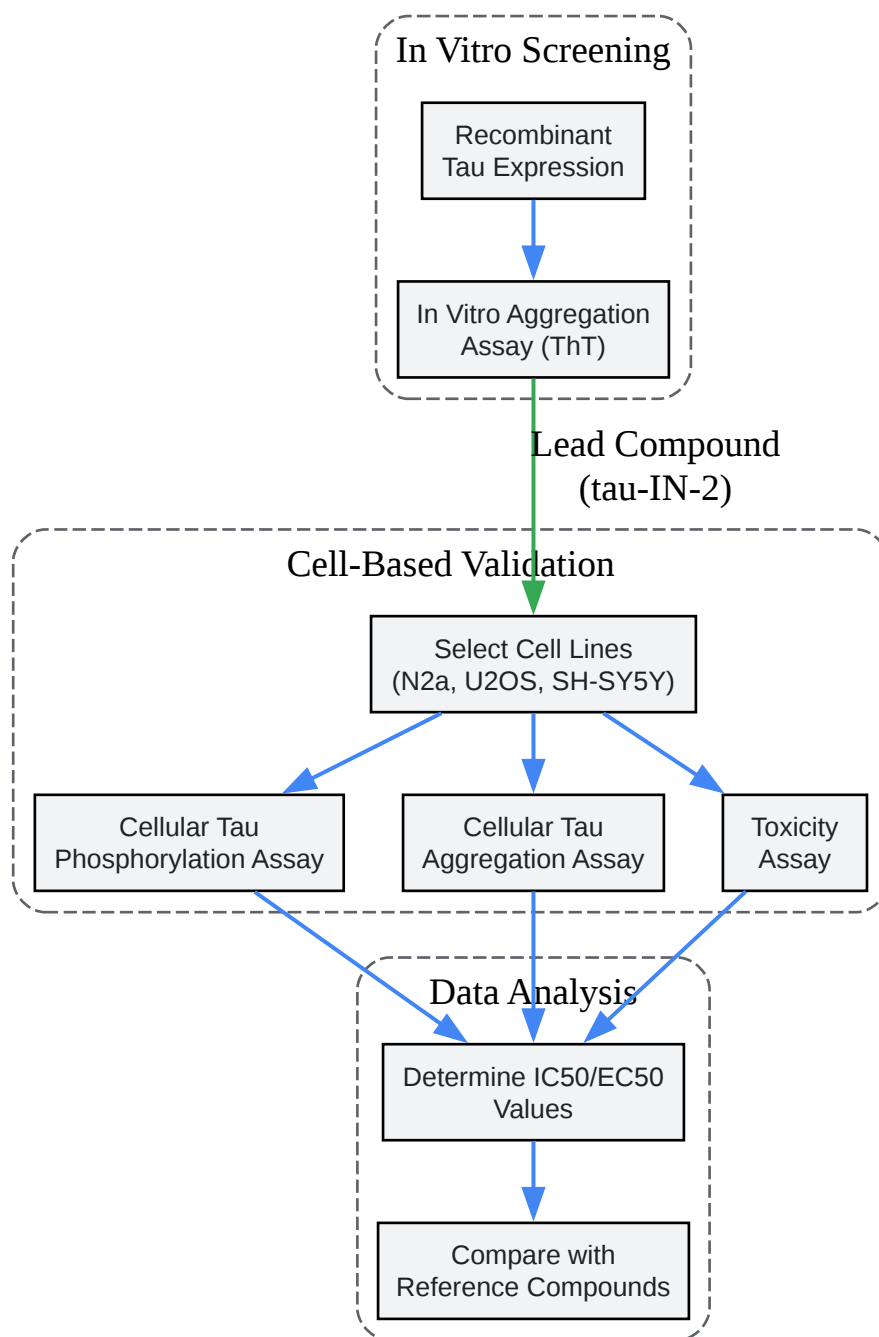 In Vitro Screening
Recombinant
Tau Expression
In Vitro Aggregation
Assay (ThT)
Lead Compound
(tau-IN-2)
Cell-Based Validation
Select Cell Lines
(N2a, U2OS, SH-SY5Y)
Cellular Tau
Phosphorylation Assay
Cellular Tau
Aggregation Assay
Toxicity
Assay
Data Analysis
Determine IC50/EC50
Values
Compare with
Reference Compounds